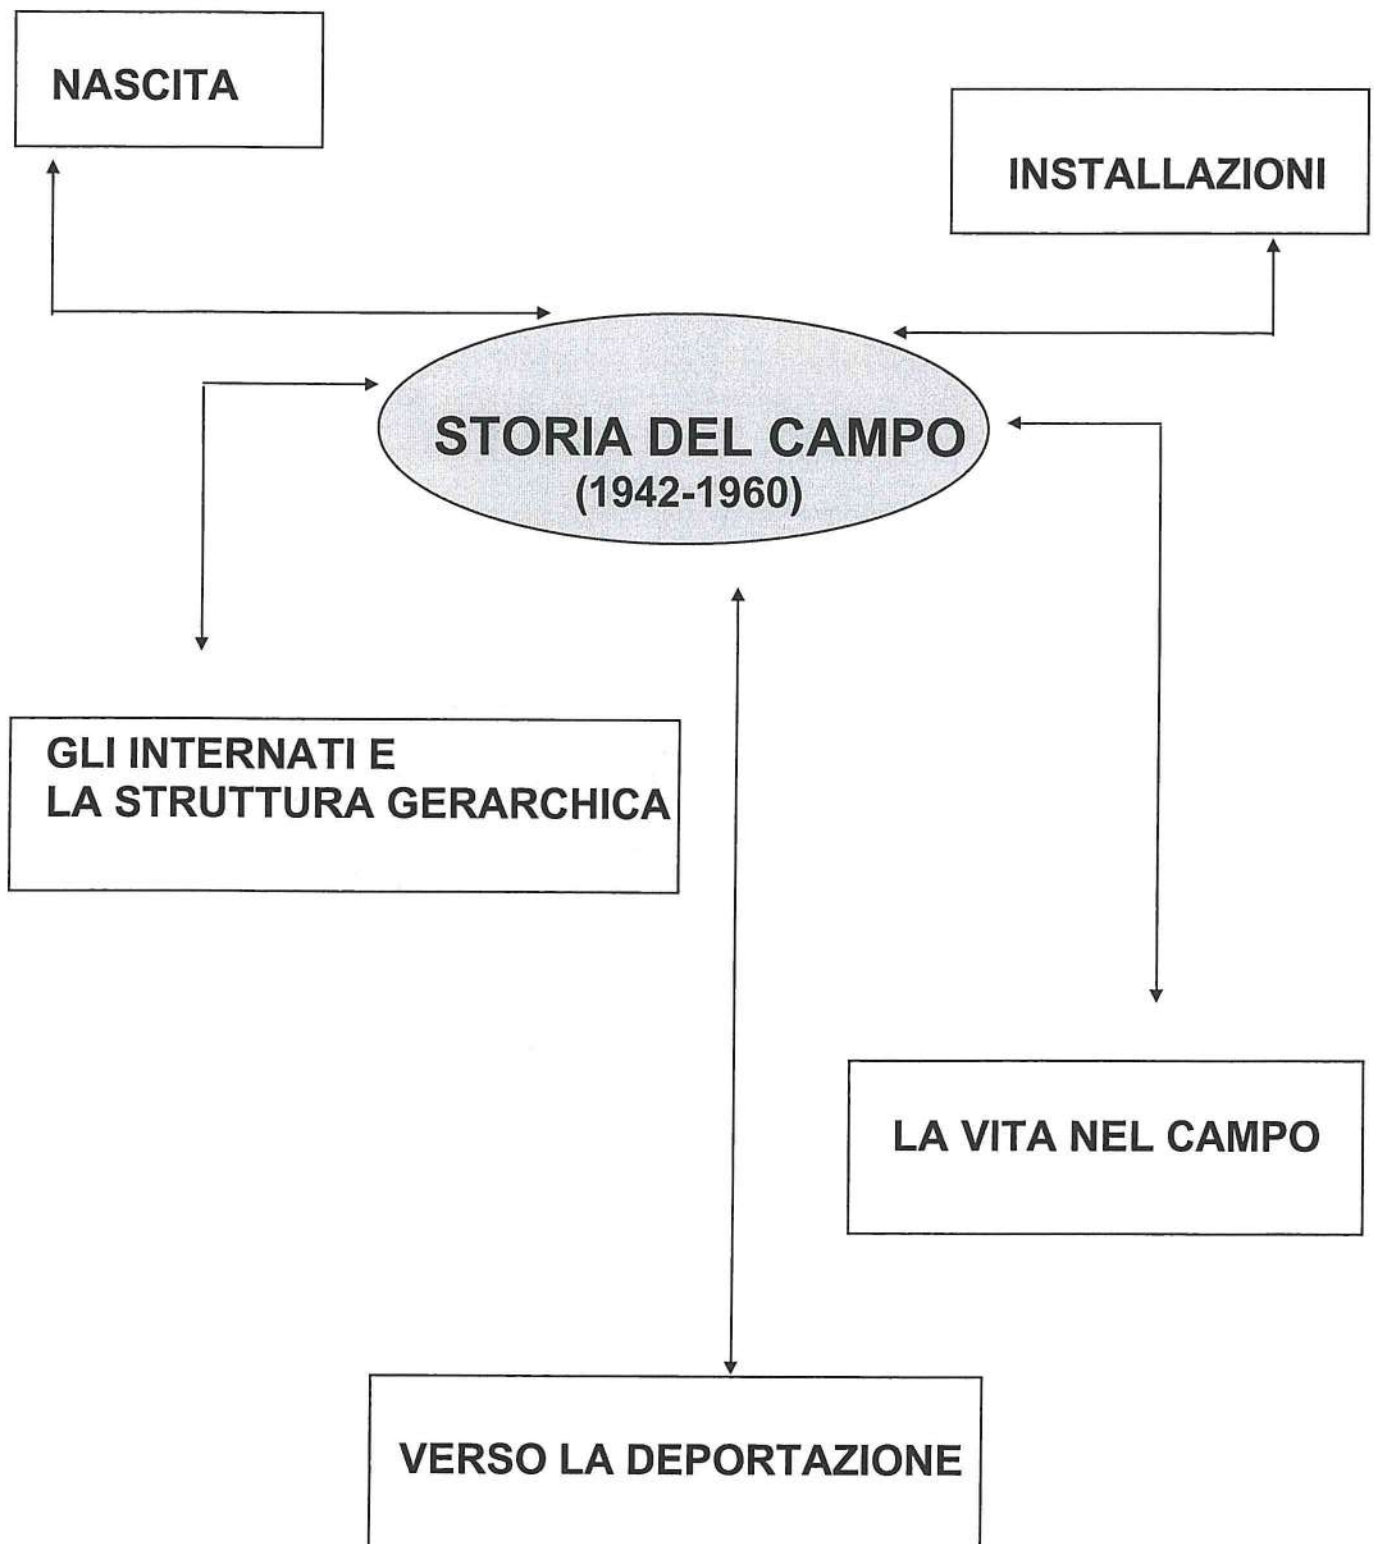 NASCITA
INSTALLAZIONI
STORIA DEL CAMPO
(1942-1960)
GLI INTERNATI E
LA STRUTTURA GERARCHICA
LA VITA NEL CAMPO
VERSO LA DEPORTAZIONE